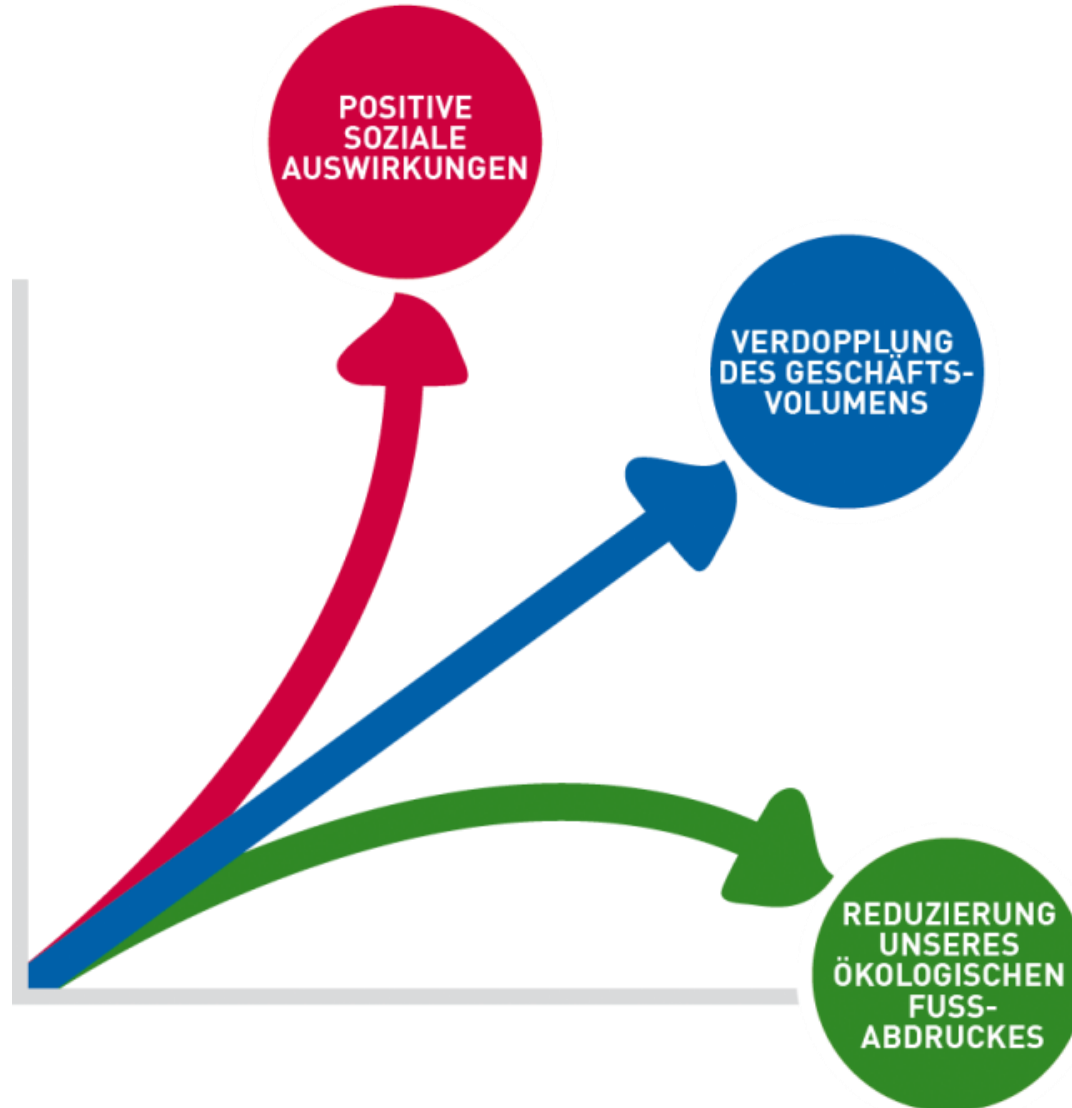 POSITIVE
SOZIALE
AUSWIRKUNGEN
VERDOPPLUNG
DES GESCHÄFTS-
VOLUMENS
REDUZIERUNG
UNSERES
ÖKOLOGISCHEN
FUSS-
ABDRUCKES